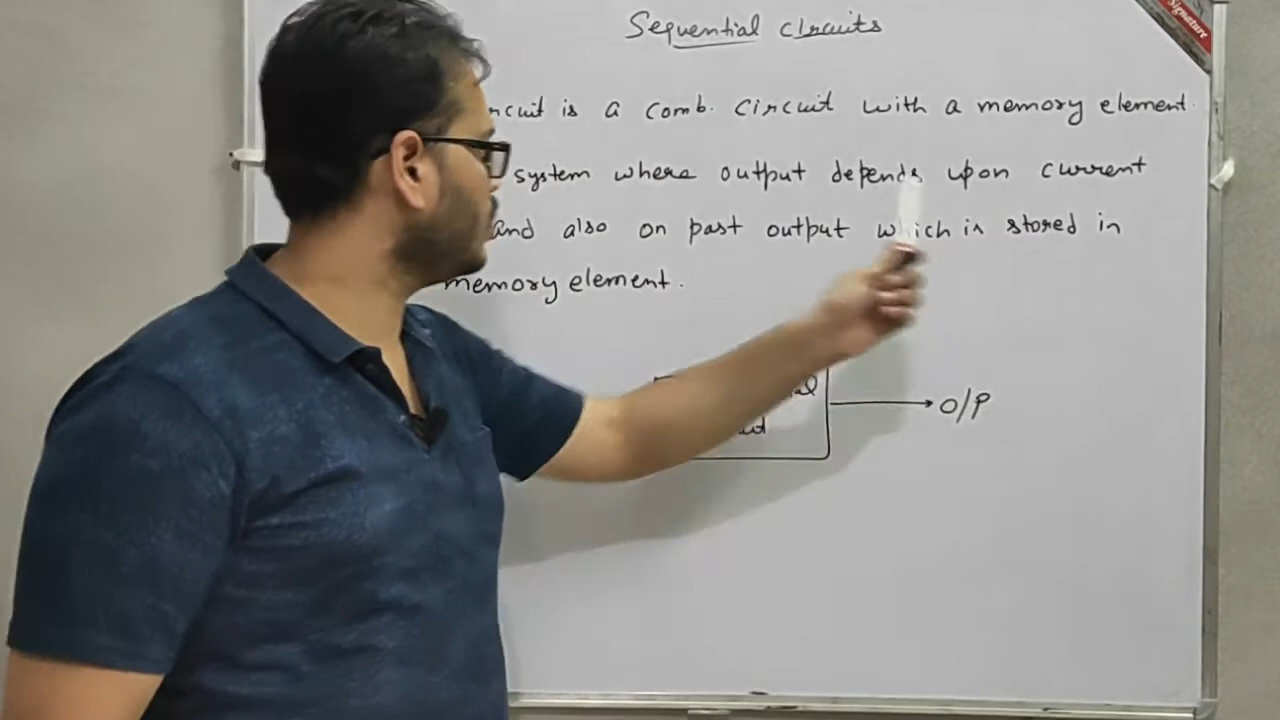 Sequential circuits
Signature
is a comb. circuit with a memory element.
system where output depends upon current
and also on past output which is stored in
memory element.
O/P